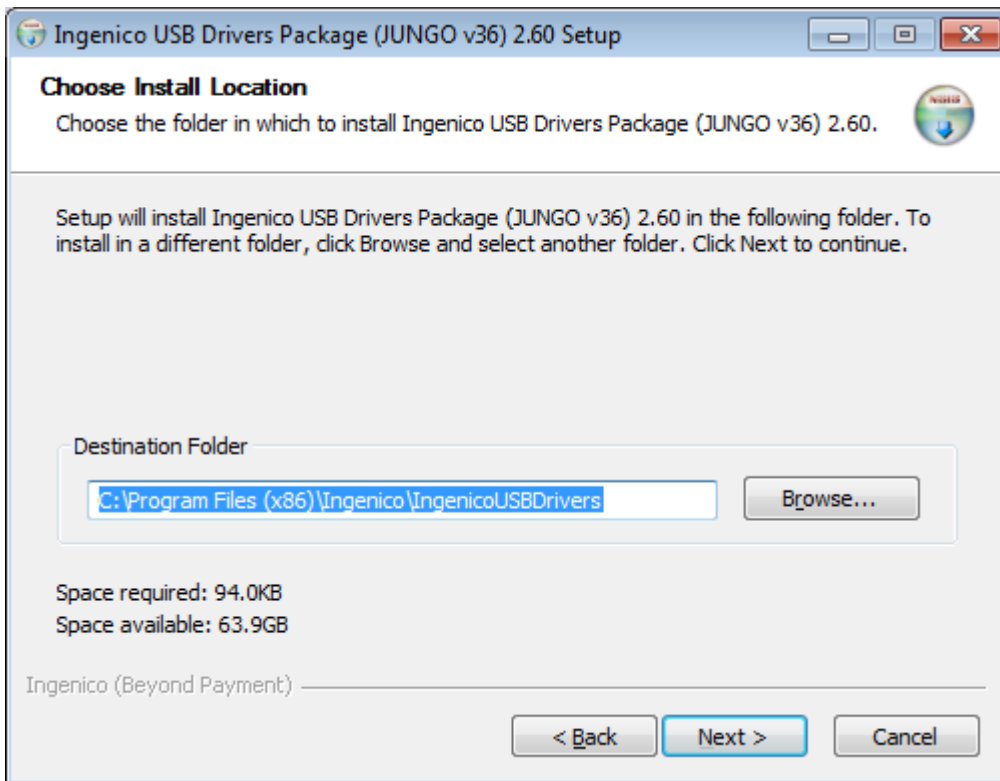 Ingenico USB Drivers Package (JUNGO v36) 2.60 Setup
Choose Install Location
Choose the folder in which to install Ingenico USB Drivers Package (JUNGO v36) 2.60.
Setup will install Ingenico USB Drivers Package (JUNGO v36) 2.60 in the following folder. To
install in a different folder, click Browse and select another folder. Click Next to continue.
Destination Folder
C:\Program Files (x86)\Ingenico\IngenicoUSBDrivers
Browse...
Space required: 94.0KB
Space available: 63.9GB
Ingenico (Beyond Payment)
< Back Next > Cancel